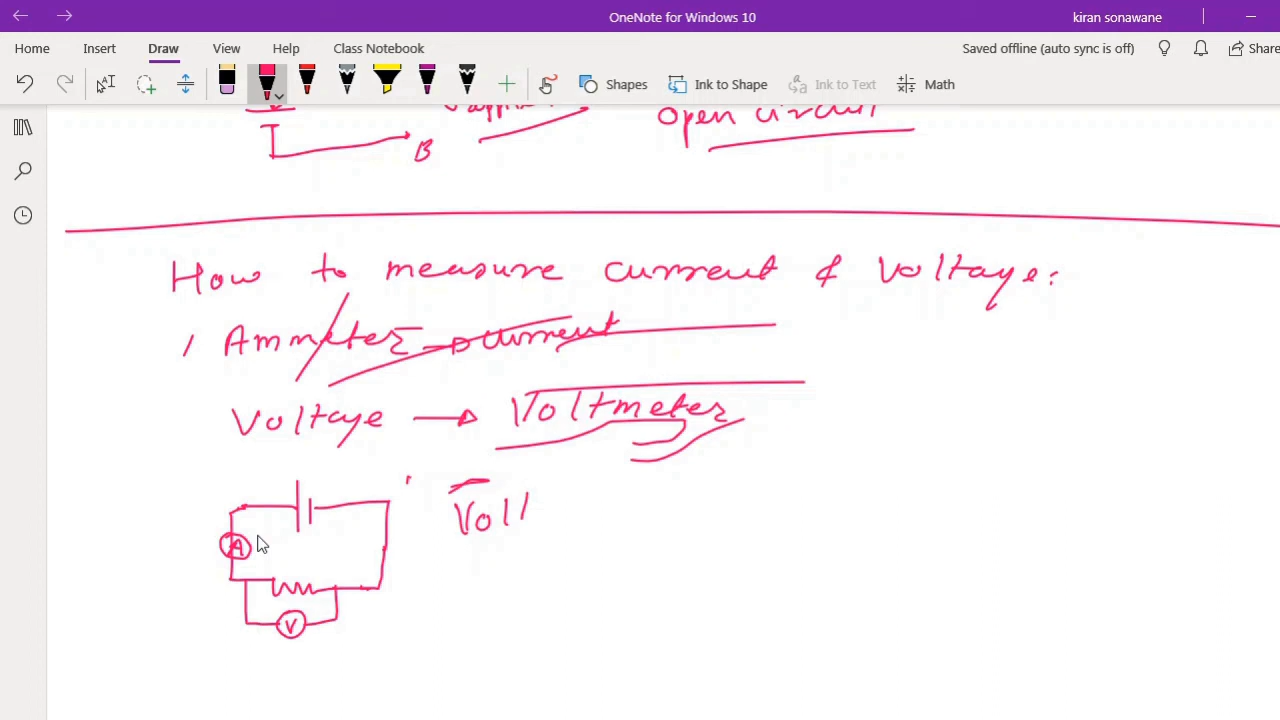 OneNote for Windows 10
kiran sonawane
Home Insert Draw View Help Class Notebook
Saved offline (auto sync is off)
Share
Shapes
Ink to Shape
Ink to Text
Math
Open circuit
B
How to measure current & Voltage:
Ammeter → current
Voltage → Voltmeter
Volt
A
V